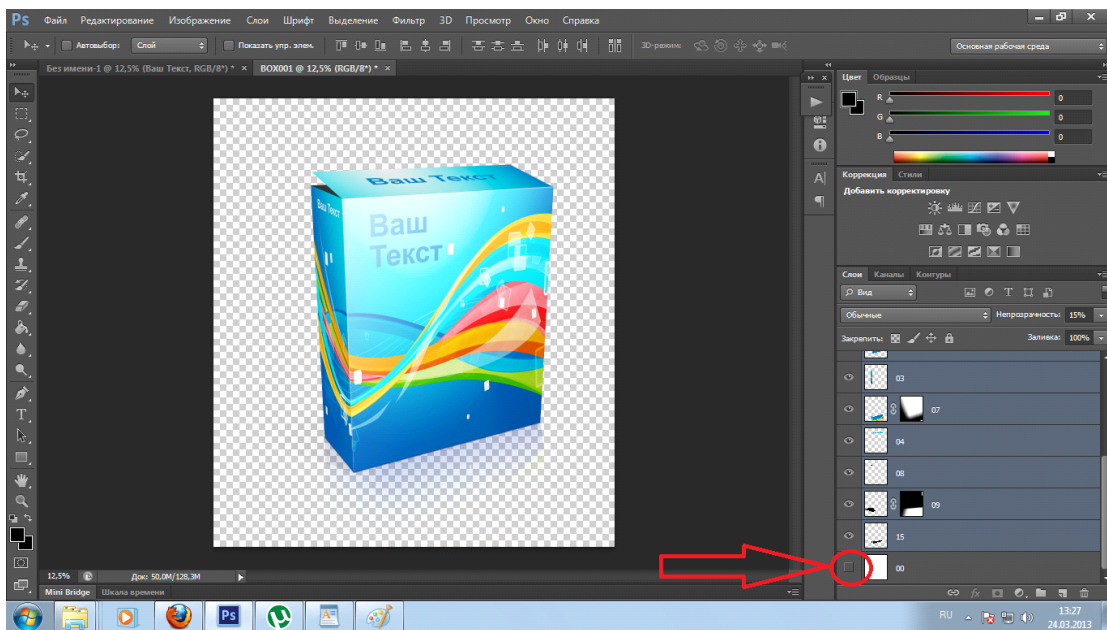 Ps Файл Редактирование Изображение Слои Шрифт Выделение Фильтр 3D Просмотр Окно Справка
Автовыбор: Слой Показать упр. элем. 3D-режим: Основная рабочая среда
Без имени-1 @ 12,5% (Ваш Текст, RGB/8*) * × BOX001 @ 12,5% (RGB/8*) * ×
Цвет Образцы
R 0
G 0
B 0
Коррекция Стили
Добавить корректировку
Ваш Текст
Ваш Текст
Ваш
Текст
Слои Каналы Контуры
Вид
Обычные Непрозрачность: 15%
Закрепить: Заливка: 100%
03
07
04
08
09
15
00
12,5% Док: 50,0M/128,3M
Mini Bridge Шкала времени
Ps RU 13:27
24.03.2013